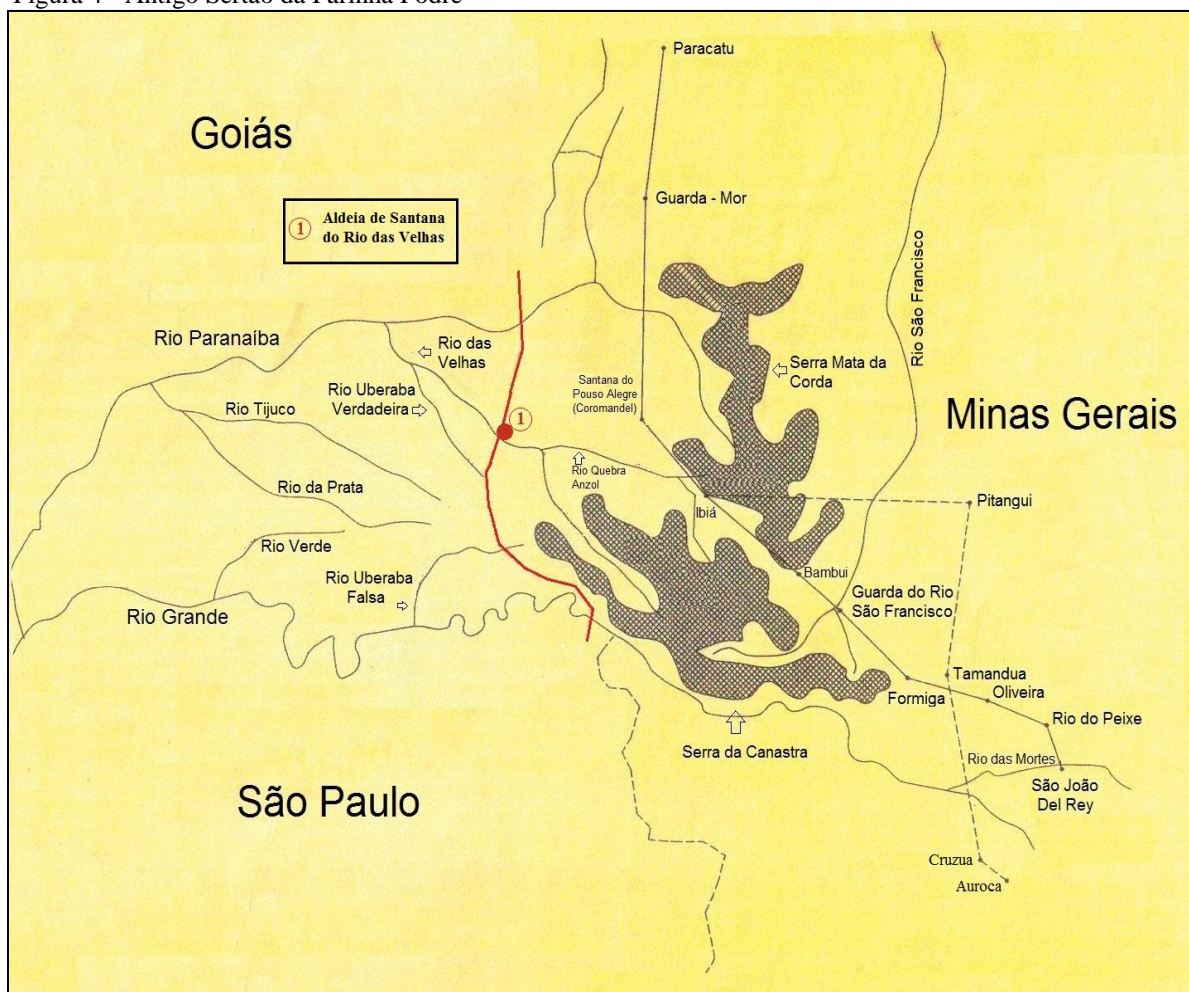 Figura 4 - Antigo Sertão da Farinha Podre
Paracatu
Goiás
Guarda - Mor
1
Aldeia de Santana
do Rio das Velhas
Rio São Francisco
Rio Paranaíba
Rio das
Velhas
Serra Mata da
Corda
Rio Uberaba
Verdadeira
Santana do
Pouso Alegre
(Coromandel)
Rio Tijuco
1
Minas Gerais
Rio Quebra
Anzol
Rio da Prata
Ibiá
Pitangui
Rio Verde
Bambui
Rio Uberaba
Falsa
Guarda do Rio
São Francisco
Rio Grande
Tamandua
Formiga
Oliveira
Rio do Peixe
Serra da Canastra
Rio das Mortes
São João
Del Rey
São Paulo
Cruzua
Auroca